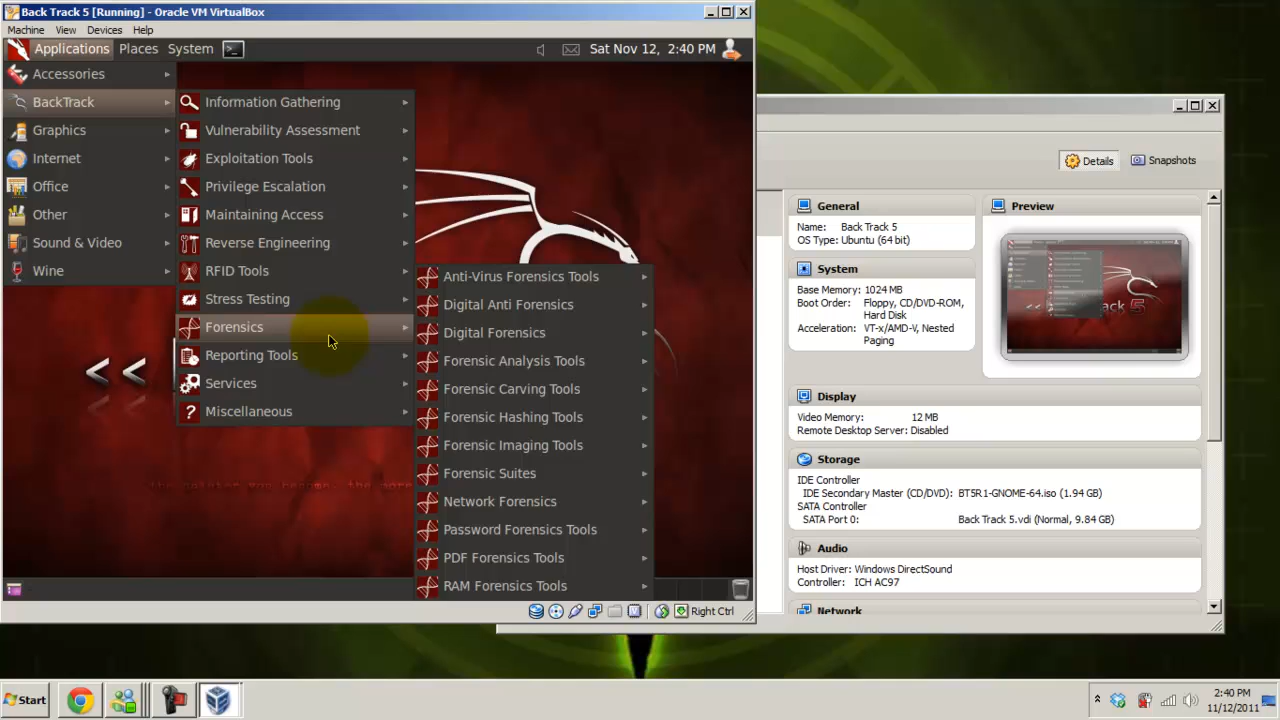 Back Track 5 [Running] - Oracle VM VirtualBox
Machine View Devices Help
Applications Places System
Sat Nov 12, 2:40 PM
Accessories
BackTrack
Graphics
Internet
Office
Other
Sound & Video
Wine
Information Gathering
Vulnerability Assessment
Exploitation Tools
Privilege Escalation
Maintaining Access
Reverse Engineering
RFID Tools
Stress Testing
Forensics
Reporting Tools
Services
Miscellaneous
Anti-Virus Forensics Tools
Digital Anti Forensics
Digital Forensics
Forensic Analysis Tools
Forensic Carving Tools
Forensic Hashing Tools
Forensic Imaging Tools
Forensic Suites
Network Forensics
Password Forensics Tools
PDF Forensics Tools
RAM Forensics Tools
<<
Right Ctrl
Details Snapshots
General
Name: Back Track 5
OS Type: Ubuntu (64 bit)
Preview
System
Base Memory: 1024 MB
Boot Order: Floppy, CD/DVD-ROM,
Hard Disk
Acceleration: VT-x/AMD-V, Nested
Paging
Display
Video Memory: 12 MB
Remote Desktop Server: Disabled
Storage
IDE Controller
IDE Secondary Master (CD/DVD): BT5R1-GNOME-64.iso (1.94 GB)
SATA Controller
SATA Port 0: Back Track 5.vdi (Normal, 9.84 GB)
Audio
Host Driver: Windows DirectSound
Controller: ICH AC97
Network
Start
2:40 PM
11/12/2011